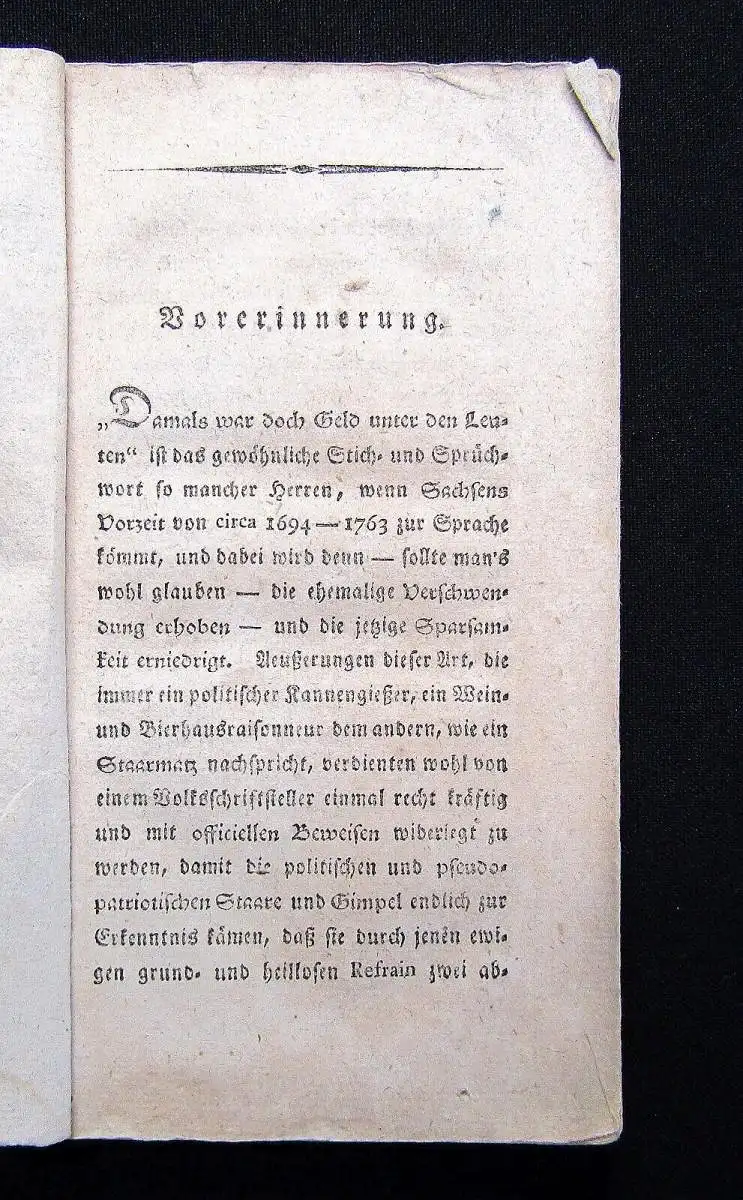 Vorerinnerung.
„Damals war doch Geld unter den Leu-
ten“ ist das gewöhnliche Stich- und Sprüch-
wort so mancher Herren, wenn Sachsens
Vorzeit von circa 1694 — 1763 zur Sprache
kömmt, und dabei wird denn — sollte man's
wohl glauben — die ehemalige Verschwen-
dung erhoben — und die jetzige Sparsam-
keit erniedrigt. Aeußerungen dieser Art, die
immer ein politischer Kannengießer, ein Wein-
und Bierhausraisonneur dem andern, wie ein
Staarmatz nachspricht, verdienten wohl von
einem Volksschriftsteller einmal recht kräftig
und mit officiellen Beweisen widerlegt zu
werden, damit die politischen und pseudo-
patriotischen Staare und Gimpel endlich zur
Erkenntnis kämen, daß sie durch jenen ewi-
gen grund- und heillosen Refrain zwei ab-